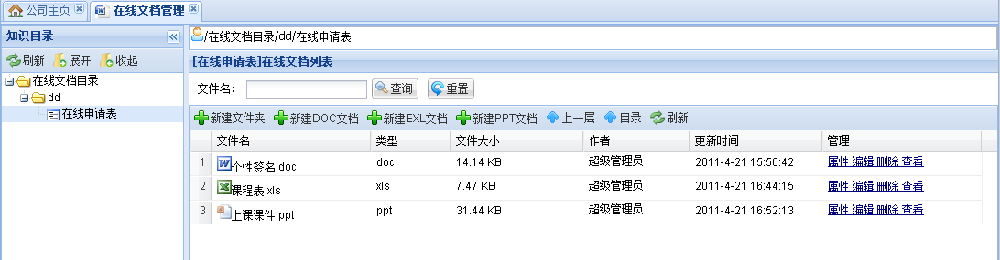 公司主页 在线文档管理
知识目录
刷新 展开 收起
在线文档目录
dd
在线申请表
/在线文档目录/dd/在线申请表
[在线申请表]在线文档列表
文件名: 查询 重置
新建文件夹 新建DOC文档 新建EXL文档 新建PPT文档 上一层 目录 刷新
文件名 类型 文件大小 作者 更新时间 管理
1 个性签名.doc doc 14.14 KB 超级管理员 2011-4-21 15:50:42 属性 编辑 删除 查看
2 课程表.xls xls 7.47 KB 超级管理员 2011-4-21 16:44:15 属性 编辑 删除 查看
3 上课课件.ppt ppt 31.44 KB 超级管理员 2011-4-21 16:52:13 属性 编辑 删除 查看